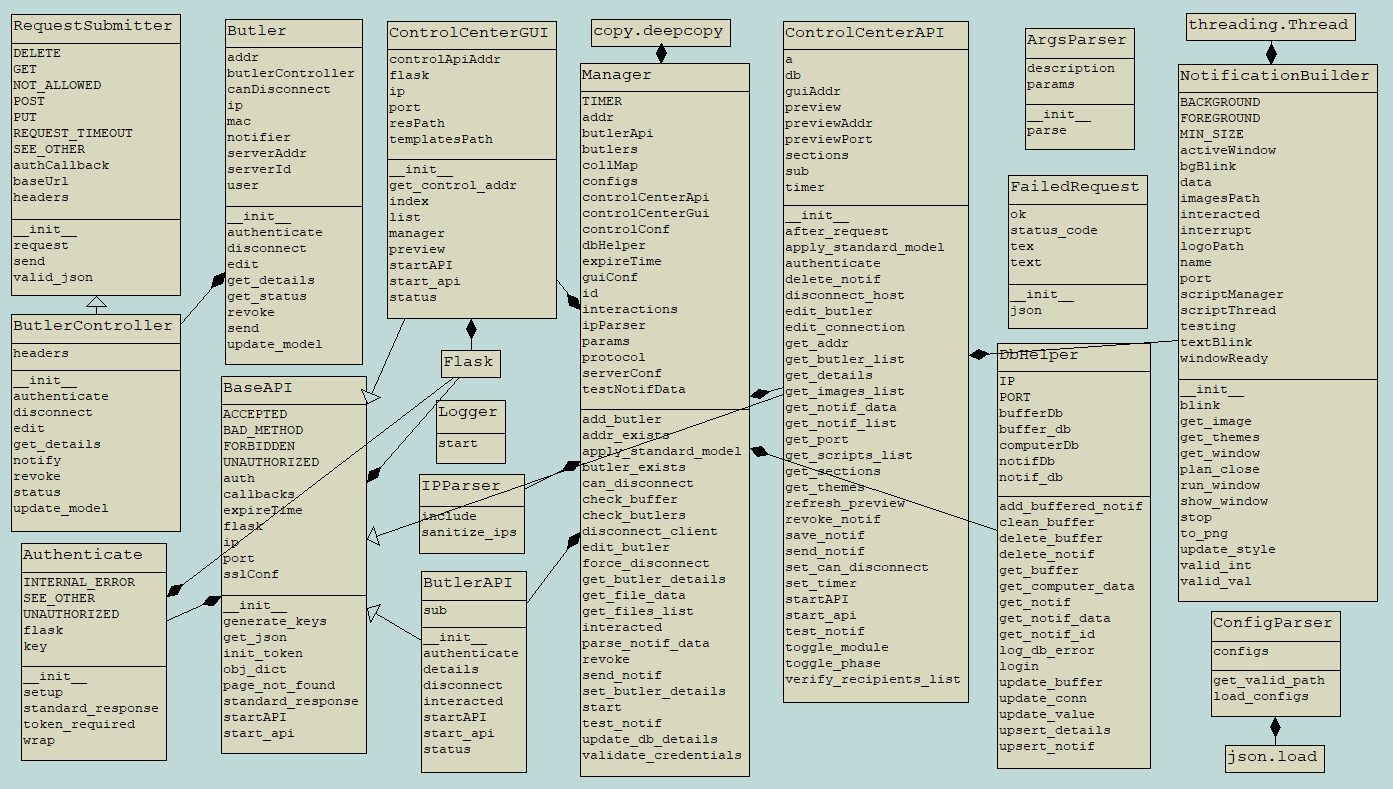 RequestSubmitter
DELETE
GET
NOT_ALLOWED
POST
PUT
REQUEST_TIMEOUT
SEE_OTHER
authCallback
baseUrl
headers
__init__
request
send
valid_json
ButlerController
headers
__init__
authenticate
disconnect
edit
get_details
notify
revoke
status
update_model
Authenticate
INTERNAL_ERROR
SEE_OTHER
UNAUTHORIZED
flask
key
__init__
setup
standard_response
token_required
wrap
Butler
addr
butlerController
canDisconnect
ip
mac
notifier
serverAddr
serverId
user
__init__
authenticate
disconnect
edit
get_details
get_status
revoke
send
update_model
BaseAPI
ACCEPTED
BAD_METHOD
FORBIDDEN
UNAUTHORIZED
auth
callbacks
expireTime
flask
ip
port
sslConf
__init__
generate_keys
get_json
init_token
obj_dict
page_not_found
standard_response
startAPI
start_api
ControlCenterGUI
controlApiAddr
flask
ip
port
resPath
templatesPath
__init__
get_control_addr
index
list
manager
preview
startAPI
start_api
status
Flask
Logger
start
IPParser
include
sanitize_ips
ButlerAPI
sub
__init__
authenticate
details
disconnect
interacted
startAPI
start_api
status
copy.deepcopy
Manager
TIMER
addr
butlerApi
butlers
collMap
configs
controlCenterApi
controlCenterGui
controlConf
dbHelper
expireTime
guiConf
id
interactions
ipParser
params
protocol
serverConf
testNotifData
add_butler
addr_exists
apply_standard_model
butler_exists
can_disconnect
check_buffer
check_butlers
disconnect_client
edit_butler
force_disconnect
get_butler_details
get_file_data
get_files_list
interacted
parse_notif_data
revoke
send_notif
set_butler_details
start
test_notif
update_db_details
validate_credentials
ControlCenterAPI
a
db
guiAddr
preview
previewAddr
previewPort
sections
sub
timer
__init__
after_request
apply_standard_model
authenticate
delete_notif
disconnect_host
edit_butler
edit_connection
get_addr
get_butler_list
get_details
get_images_list
get_notif_data
get_notif_list
get_port
get_scripts_list
get_sections
get_themes
refresh_preview
revoke_notif
save_notif
send_notif
set_can_disconnect
set_timer
startAPI
start_api
test_notif
toggle_module
toggle_phase
verify_recipients_list
ArgsParser
description
params
__init__
parse
FailedRequest
ok
status_code
tex
text
__init__
json
DbHelper
IP
PORT
bufferDb
buffer_db
computerDb
notifDb
notif_db
add_buffered_notif
clean_buffer
delete_buffer
delete_notif
get_buffer
get_computer_data
get_notif
get_notif_data
get_notif_id
log_db_error
login
update_buffer
update_conn
update_value
upsert_details
upsert_notif
threading.Thread
NotificationBuilder
BACKGROUND
FOREGROUND
MIN_SIZE
activeWindow
bgBlink
data
imagesPath
interacted
interrupt
logoPath
name
port
scriptManager
scriptThread
testing
textBlink
windowReady
__init__
blink
get_image
get_themes
get_window
plan_close
run_window
show_window
stop
to_png
update_style
valid_int
valid_val
ConfigParser
configs
get_valid_path
load_configs
json.load